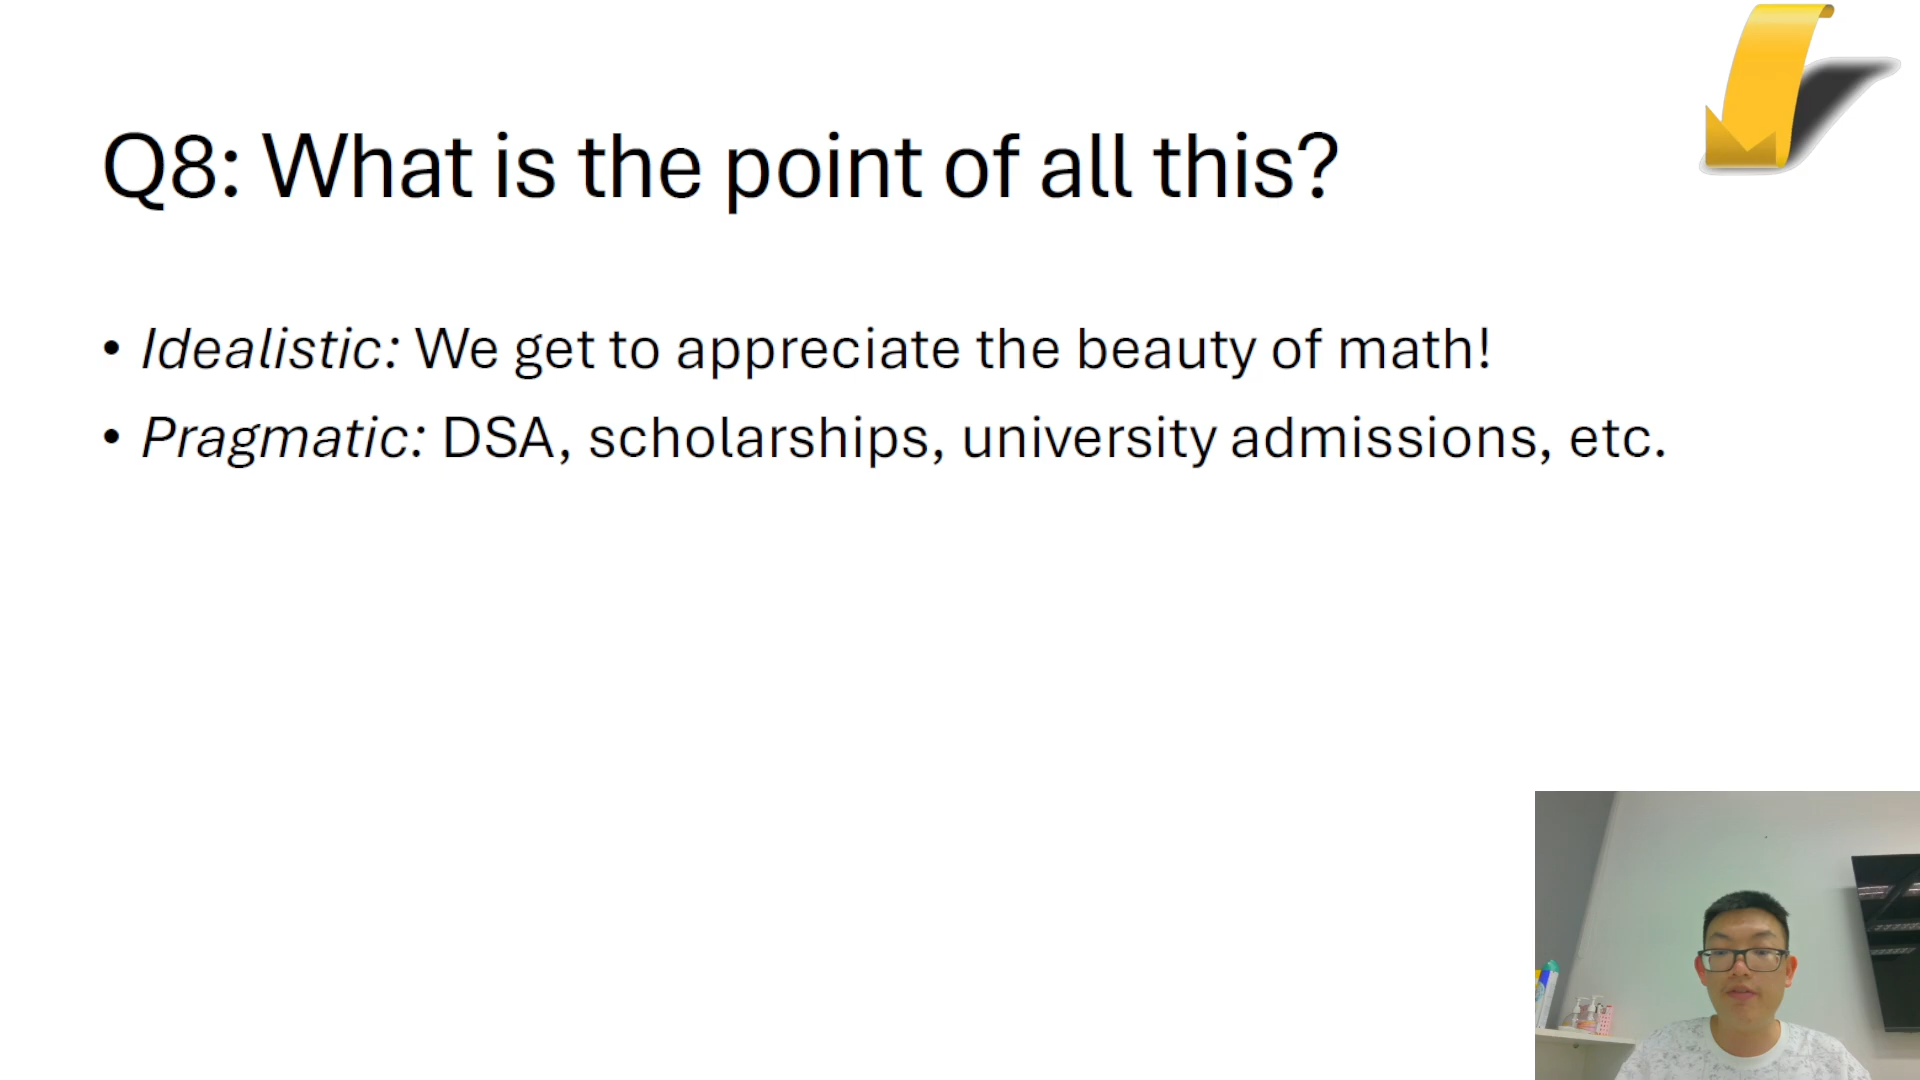 Q8: What is the point of all this?
• Idealistic: We get to appreciate the beauty of math!
• Pragmatic: DSA, scholarships, university admissions, etc.